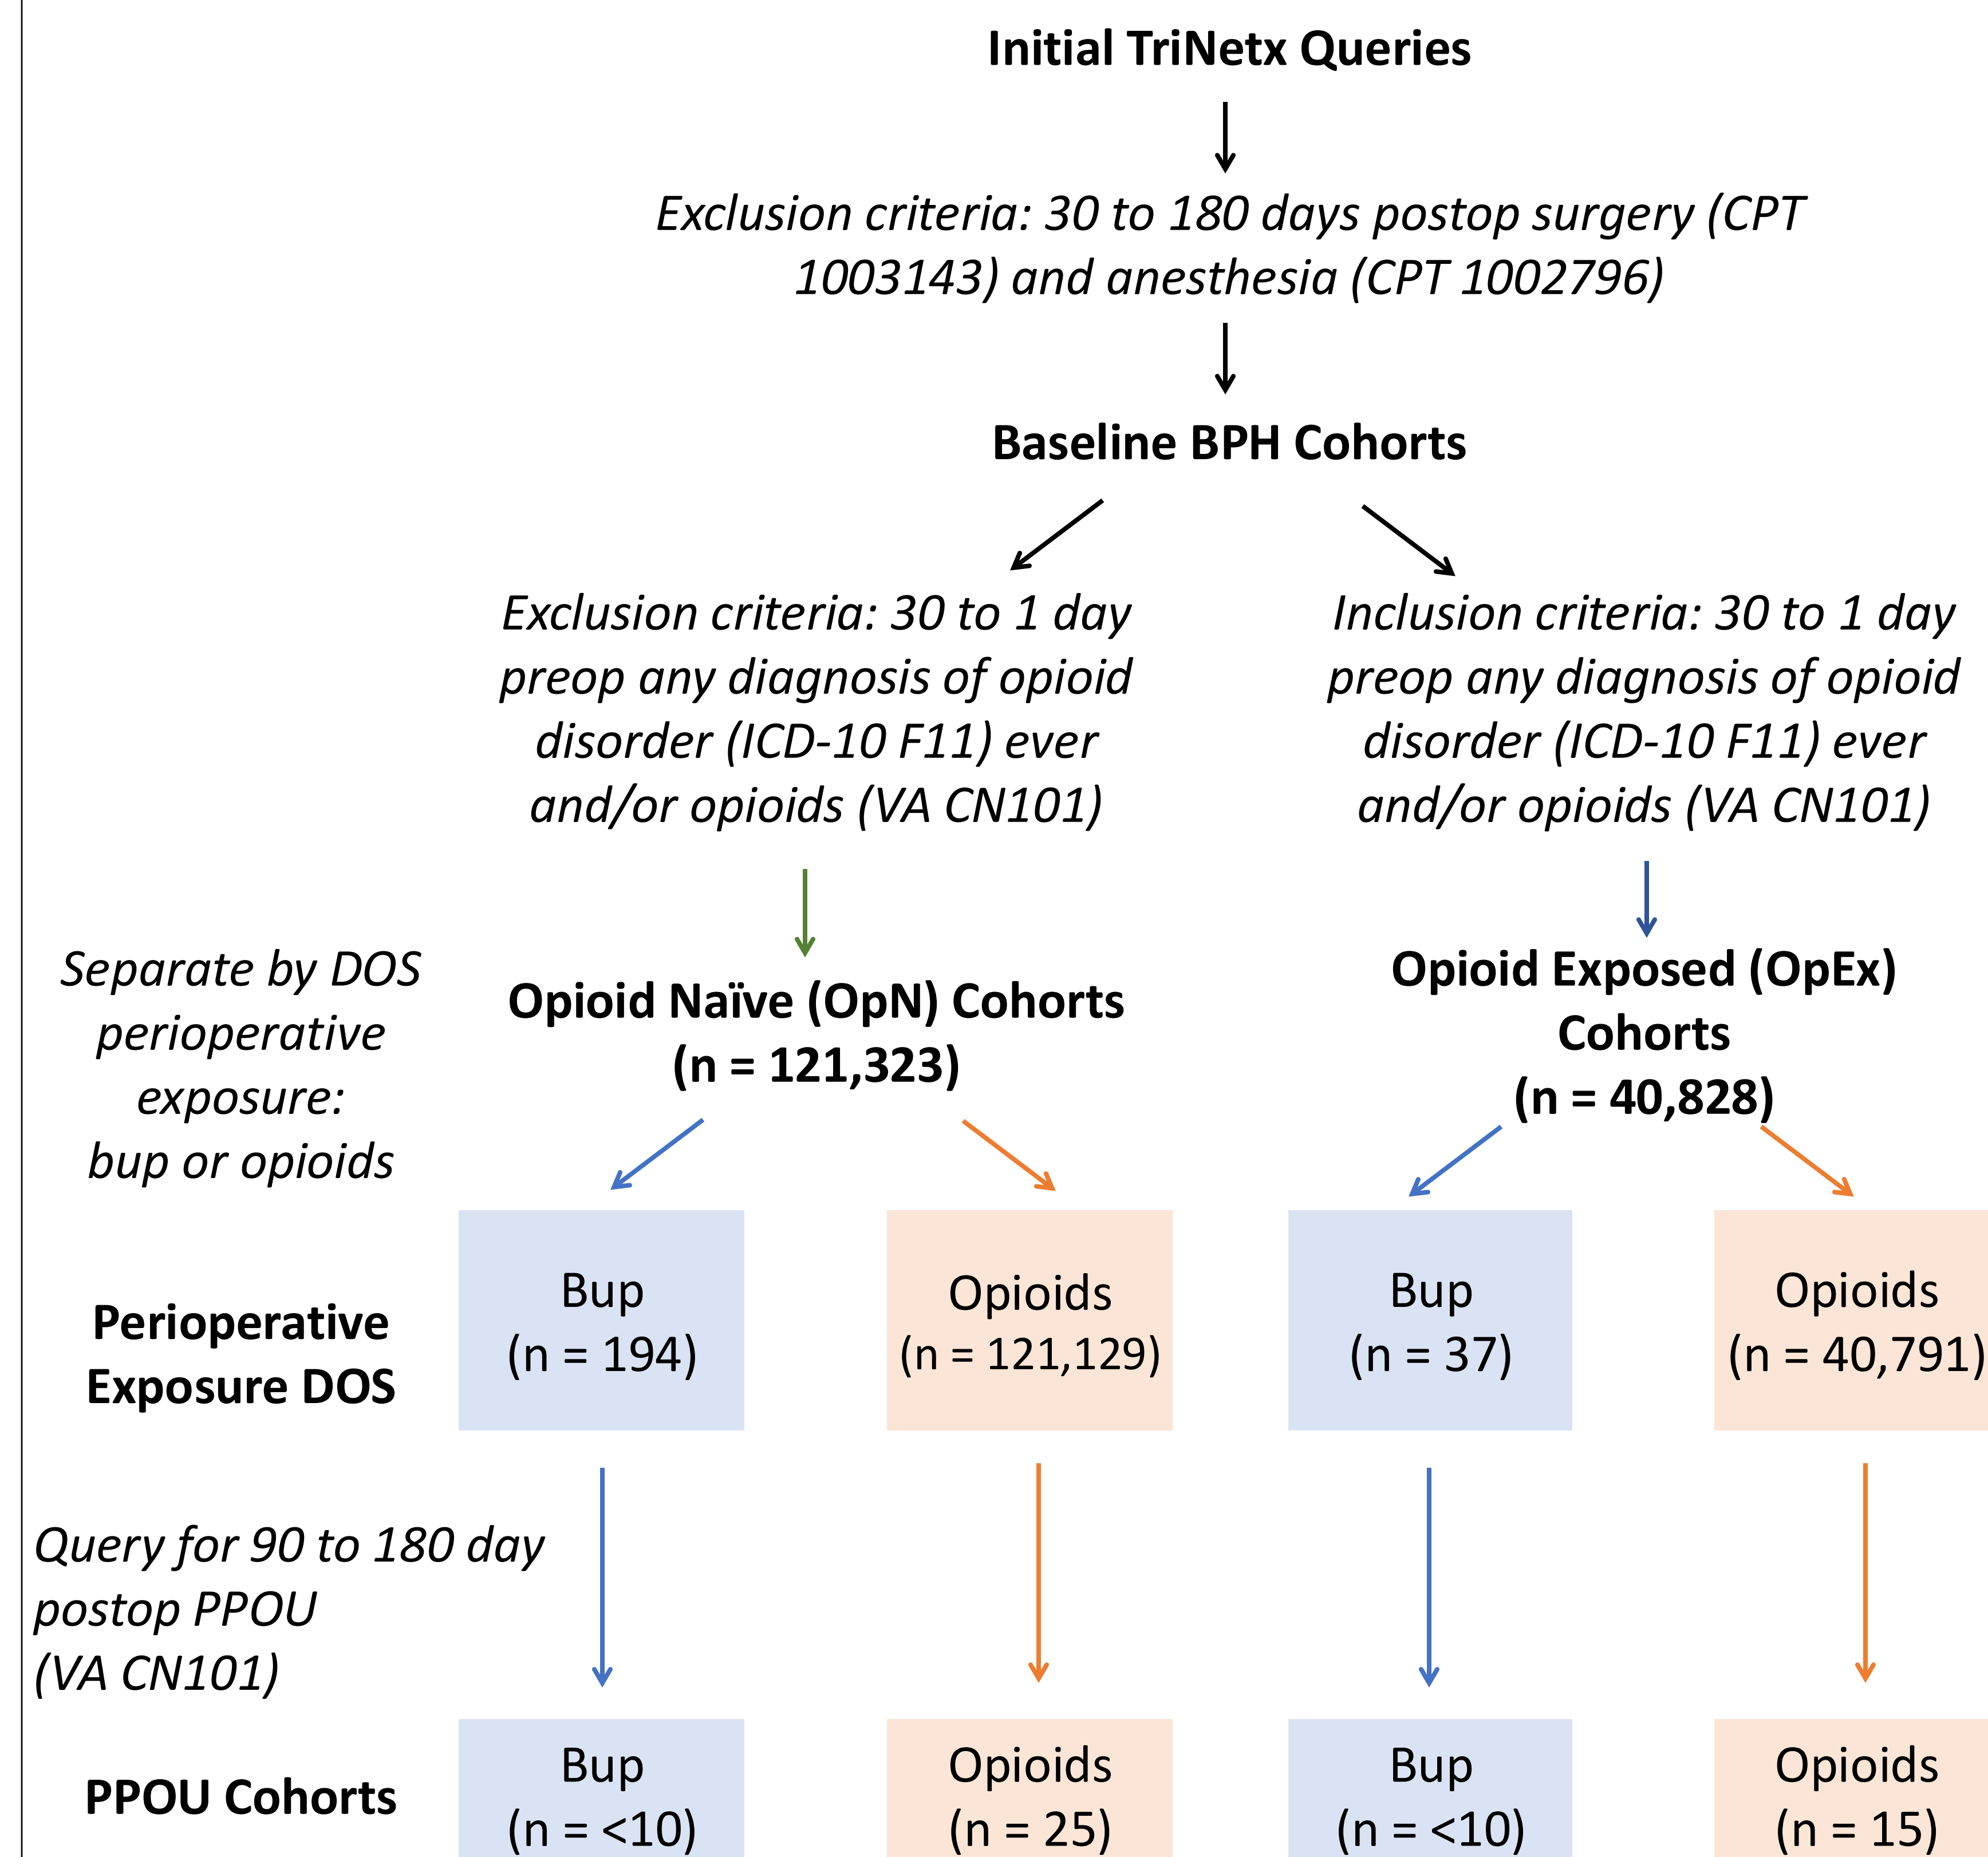 Initial TriNetx Queries
Exclusion criteria: 30 to 180 days postop surgery (CPT
1003143) and anesthesia (CPT 1002796)
Baseline BPH Cohorts
Exclusion criteria: 30 to 1 day
preop any diagnosis of opioid
disorder (ICD-10 F11) ever
and/or opioids (VA CN101)
Inclusion criteria: 30 to 1 day
preop any diagnosis of opioid
disorder (ICD-10 F11) ever
and/or opioids (VA CN101)
Separate by DOS
perioperative
exposure:
bup or opioids
Opioid Naïve (OpN) Cohorts
(n = 121,323)
Opioid Exposed (OpEx)
Cohorts
(n = 40,828)
Perioperative
Exposure DOS
Bup
(n = 194)
Opioids
(n = 121,129)
Bup
(n = 37)
Opioids
(n = 40,791)
Query for 90 to 180 day
postop PPOU
(VA CN101)
PPOU Cohorts
Bup
(n = <10)
Opioids
(n = 25)
Bup
(n = <10)
Opioids
(n = 15)